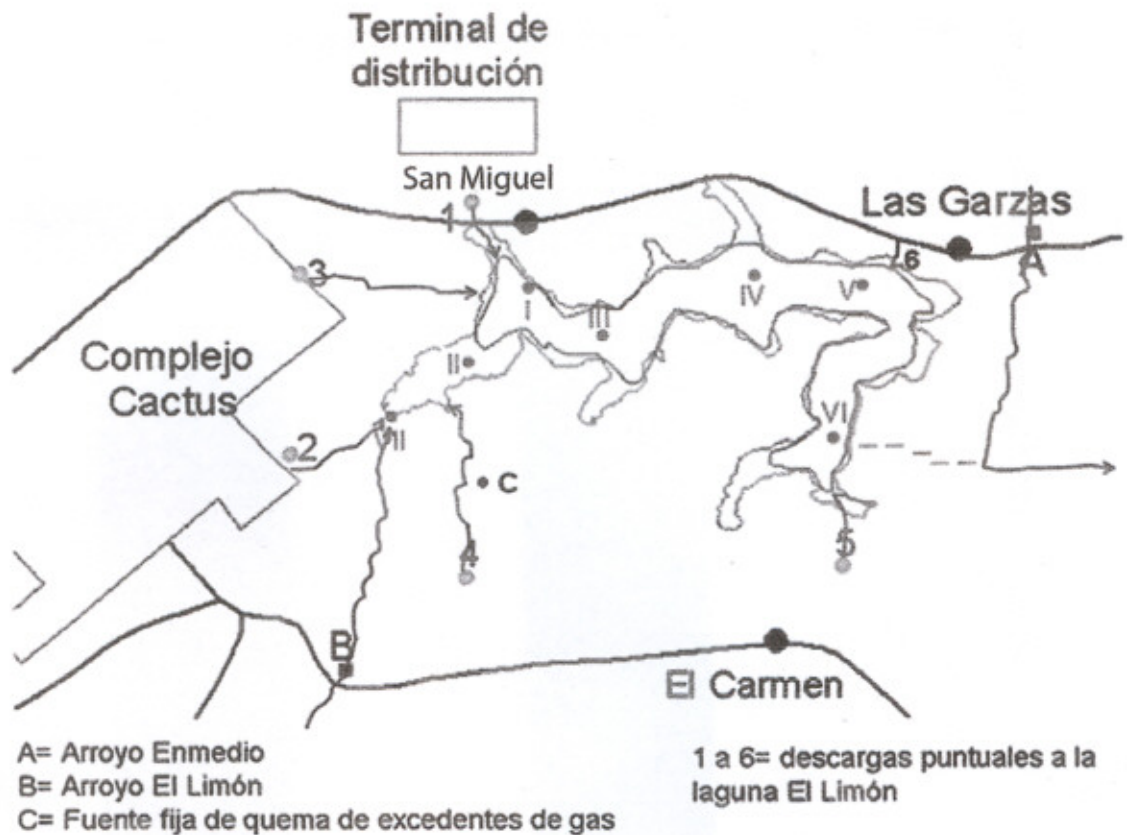 Terminal de
distribución
San Miguel
1
Las Garzas
3
6
A
I
IV
V
III
Complejo
Cactus
II
VI
2
II
C
4
5
B
El Carmen
A= Arroyo Enmedio
B= Arroyo El Limón
C= Fuente fija de quema de excedentes de gas
1 a 6= descargas puntuales a la
laguna El Limón